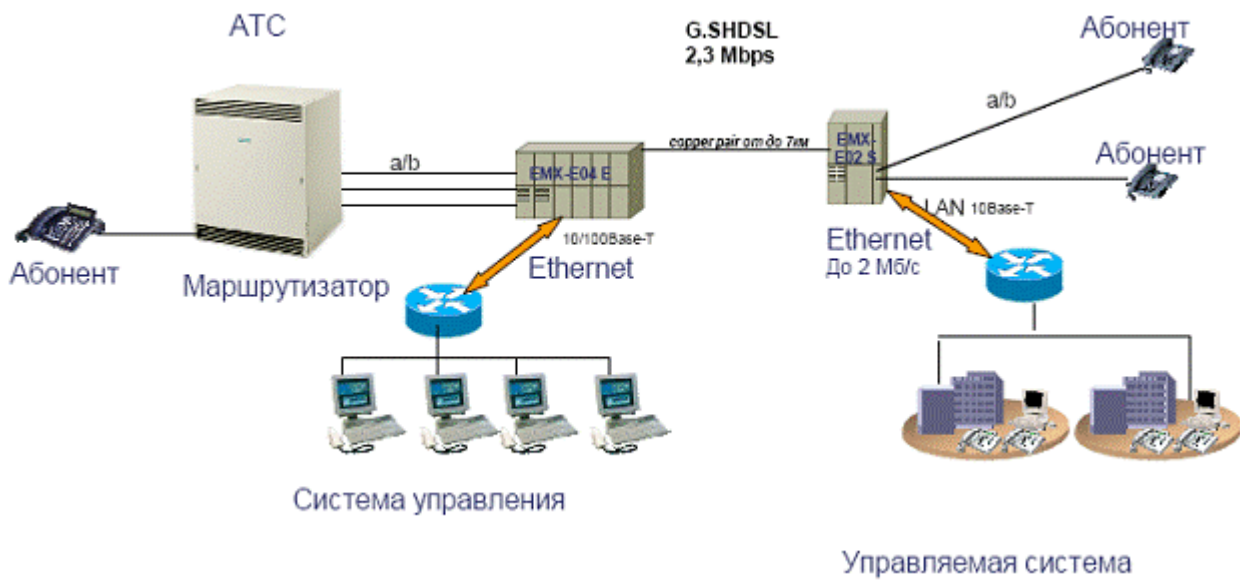 АТС
G.SHDSL
2,3 Mbps
Абонент
a/b
a/b
EMX-E04 E
copper pair от до 7км
EMX-
E02 S
Абонент
LAN 10Base-T
10/100Base-T
Ethernet
Ethernet
До 2 Мб/с
Абонент
Маршрутизатор
Система управления
Управляемая система